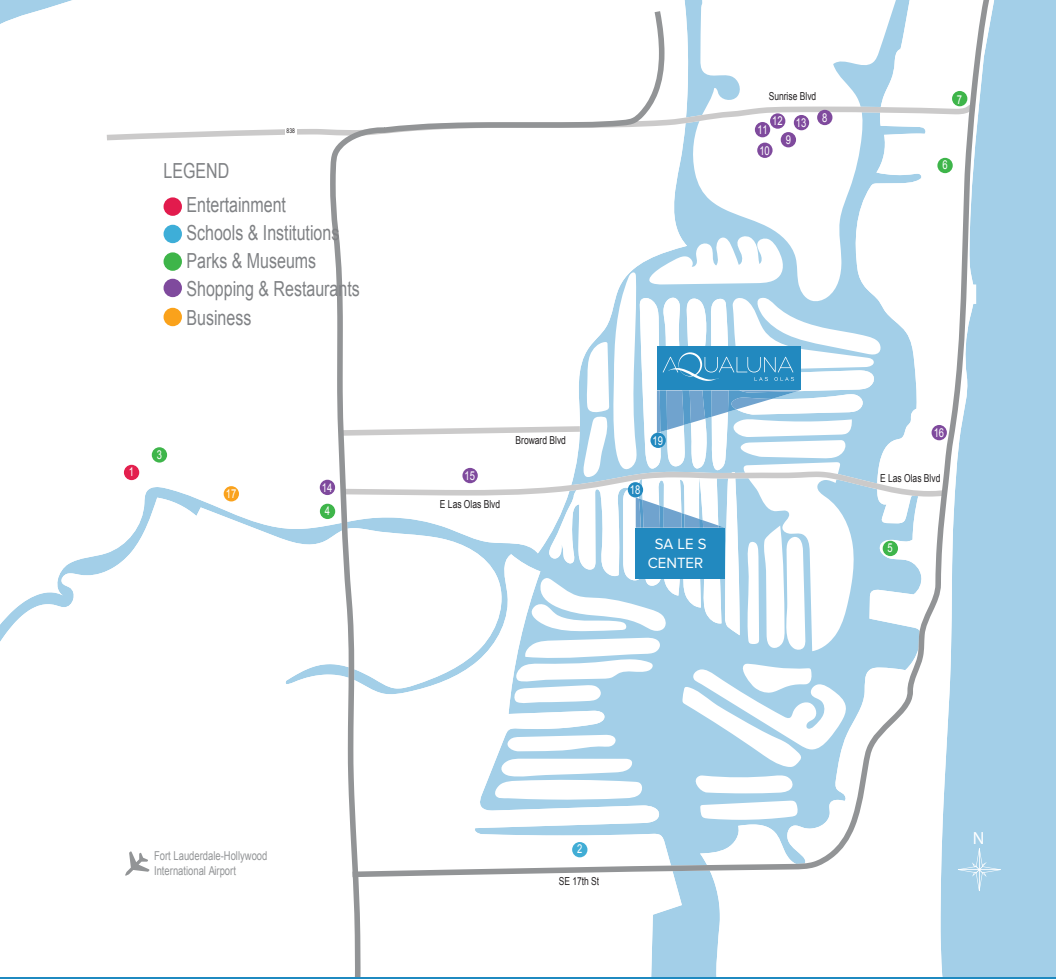 Sunrise Blvd
7
8
12
13
11
838
9
10
6
LEGEND
Entertainment
Schools & Institutions
Parks & Museums
Shopping & Restaurants
Business
AQUALUNA
LAS OLAS
16
Broward Blvd
19
3
1
15
E Las Olas Blvd
14
18
17
E Las Olas Blvd
4
SALES
CENTER
5
N
2
Fort Lauderdale-Hollywood
International Airport
SE 17th St